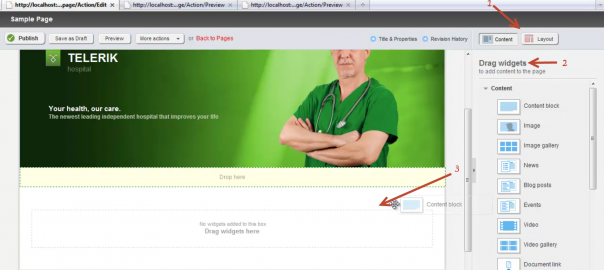 http://localhost:...page/Action/Edit
http://localhost:...ge/Action/Preview
http://localhost:...ge/Action/Preview
Sample Page
Publish
Save as Draft
Preview
More actions
or Back to Pages
Title & Properties
Revision History
Content
Layout
TELERIK
hospital
Your health, our care.
The newest leading independent hospital that improves your life
Drop here
No widgets added to this box
Drag widgets here
Content block
3
2
Drag widgets
to add content to the page
Content
Content block
Image
Image gallery
News
Blog posts
Events
Video
Video gallery
Document link